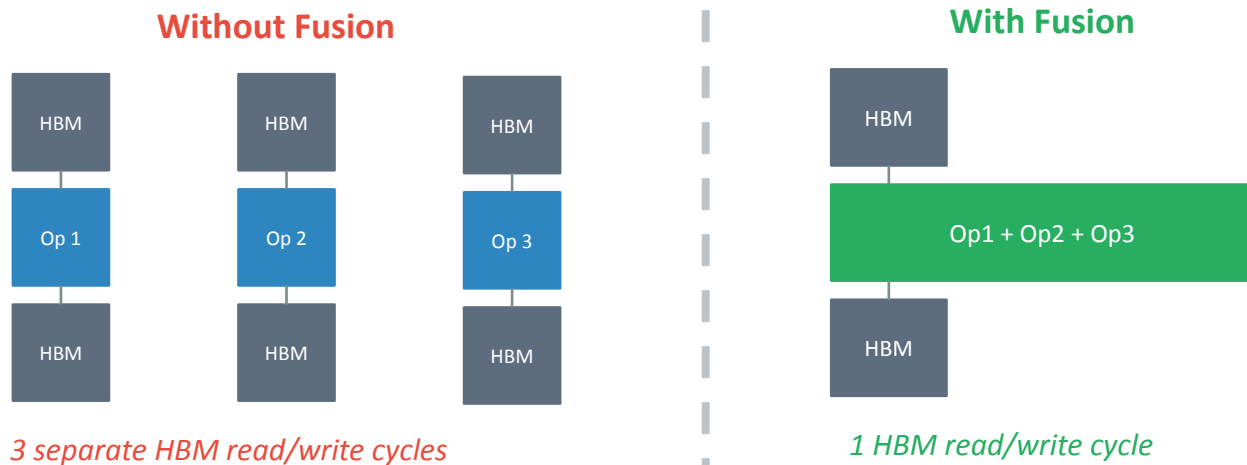 Without Fusion
HBM
HBM
HBM
Op 1
Op 2
Op 3
HBM
HBM
HBM
3 separate HBM read/write cycles
With Fusion
HBM
Op1 + Op2 + Op3
HBM
1 HBM read/write cycle